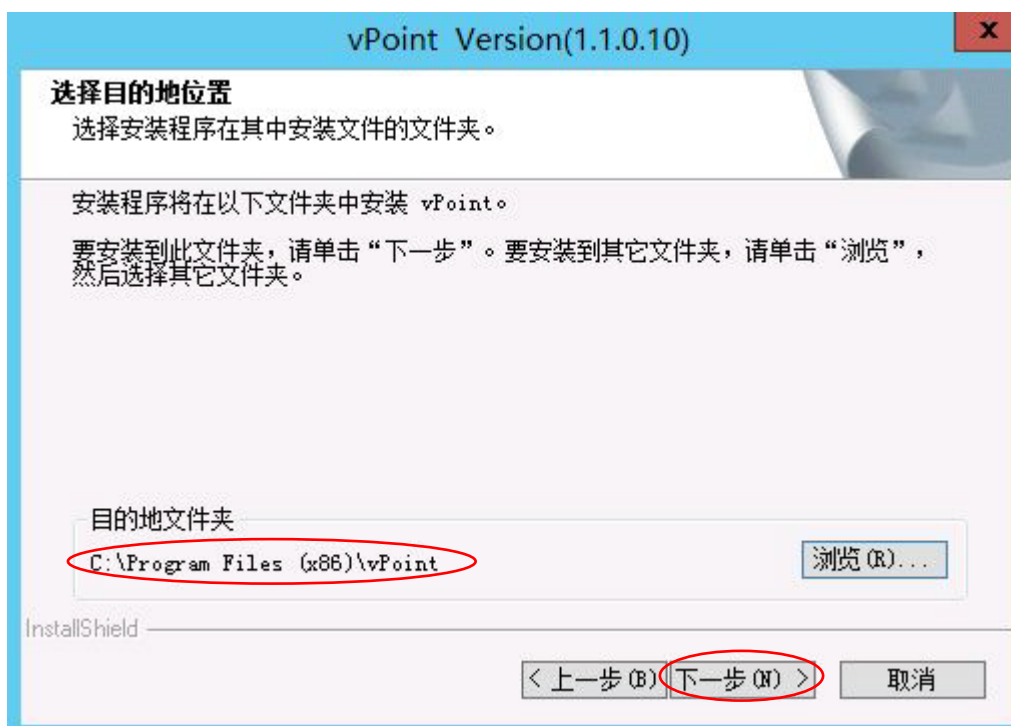 vPoint Version(1.1.0.10)
x
选择目的地位置
选择安装程序在其中安装文件的文件夹。
安装程序将在以下文件夹中安装 vPoint。
要安装到此文件夹，请单击“下一步”。要安装到其它文件夹，请单击“浏览”，
然后选择其它文件夹。
目的地文件夹
C:\Program Files (x86)\vPoint
浏览(R)...
InstallShield
< 上一步(B)
下一步(N) >
取消